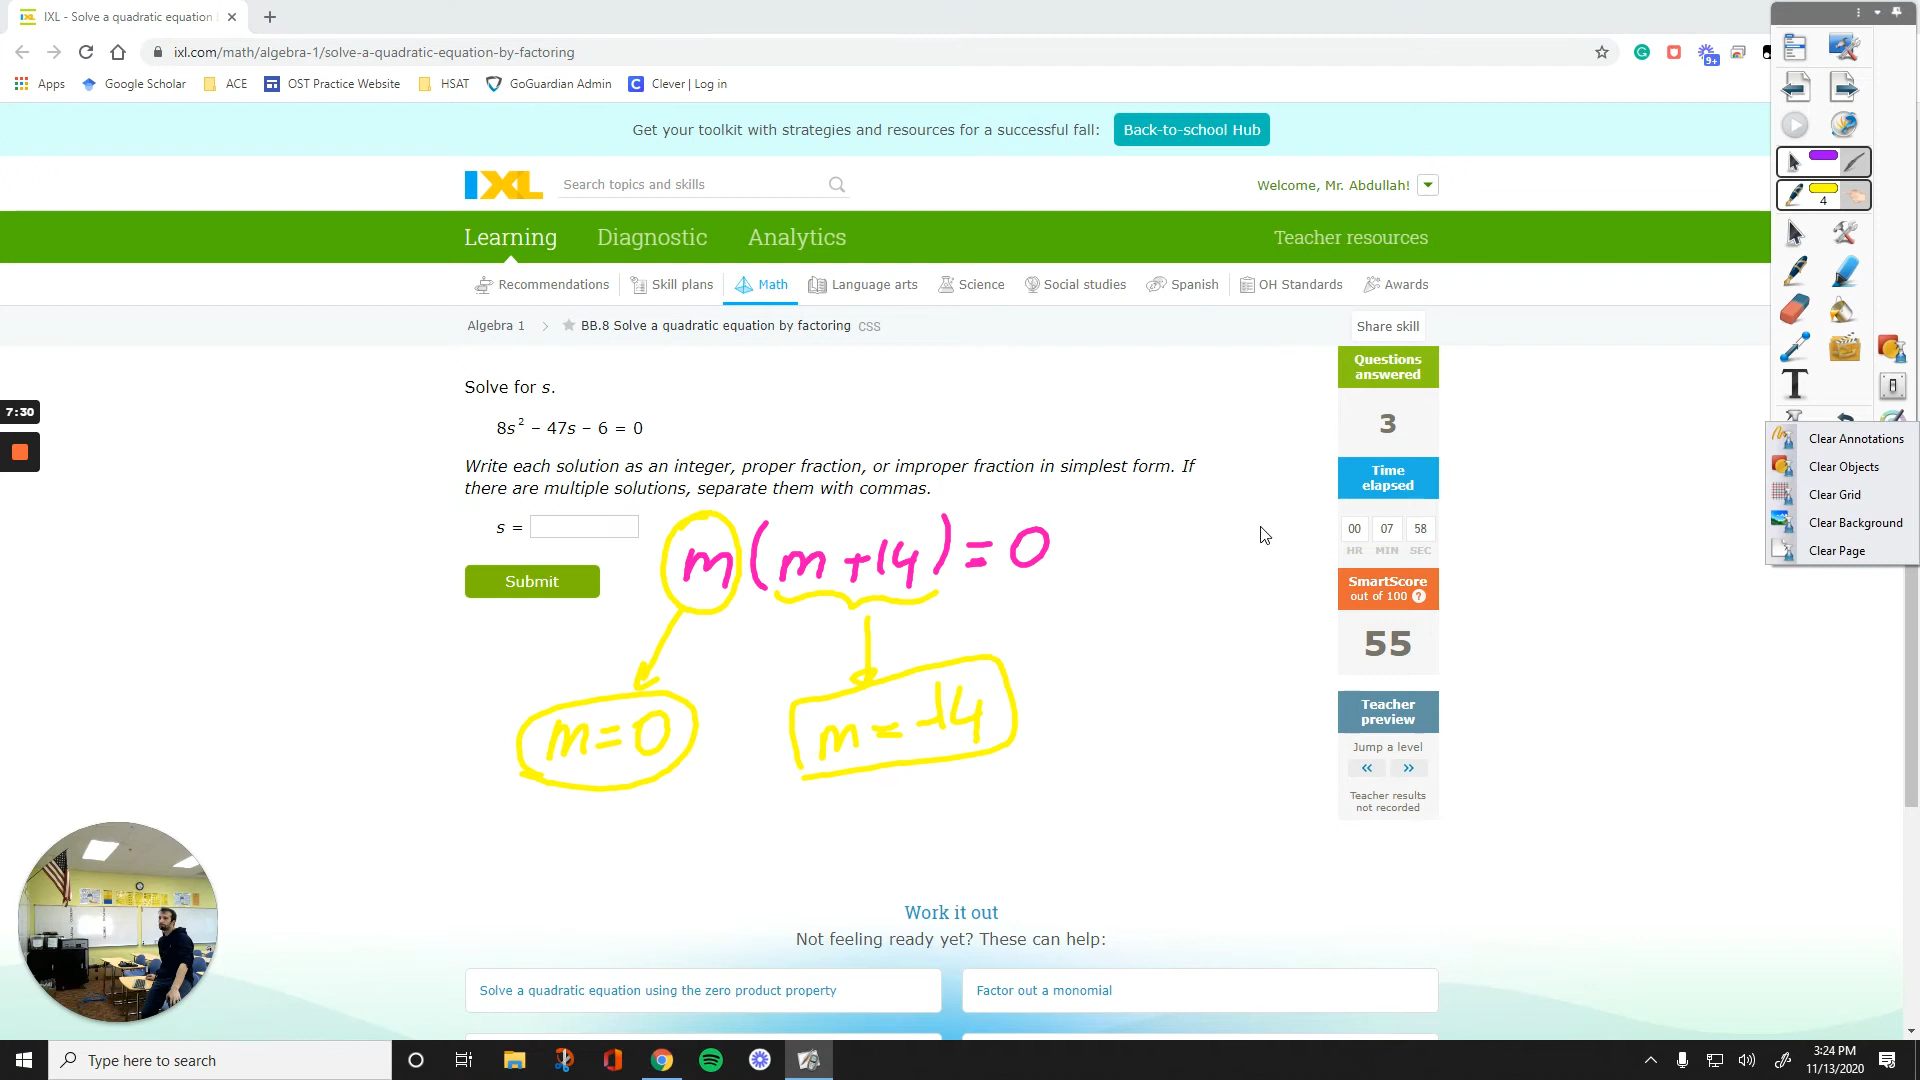 IXL - Solve a quadratic equation
ixl.com/math/algebra-1/solve-a-quadratic-equation-by-factoring
9+
Apps
Google Scholar
ACE
OST Practice Website
HSAT
GoGuardian Admin
Clever | Log in
Get your toolkit with strategies and resources for a successful fall:
Back-to-school Hub
IXL
Search topics and skills
Welcome, Mr. Abdullah!
4
Learning
Diagnostic
Analytics
Teacher resources
Recommendations
Skill plans
Math
Language arts
Science
Social studies
Spanish
OH Standards
Awards
Algebra 1
BB.8 Solve a quadratic equation by factoring CSS
Share skill
Solve for s.
8s² – 47s – 6 = 0
Write each solution as an integer, proper fraction, or improper fraction in simplest form. If
there are multiple solutions, separate them with commas.
s =
Submit
m(m+14)=0
m=0
m=-14
Questions
answered
3
Time
elapsed
00 07 58
HR MIN SEC
SmartScore
out of 100 ?
55
Teacher
preview
Jump a level
«
»
Teacher results
not recorded
T
Clear Annotations
Clear Objects
Clear Grid
Clear Background
Clear Page
7:30
Work it out
Not feeling ready yet? These can help:
Solve a quadratic equation using the zero product property
Factor out a monomial
Type here to search
3:24 PM
11/13/2020